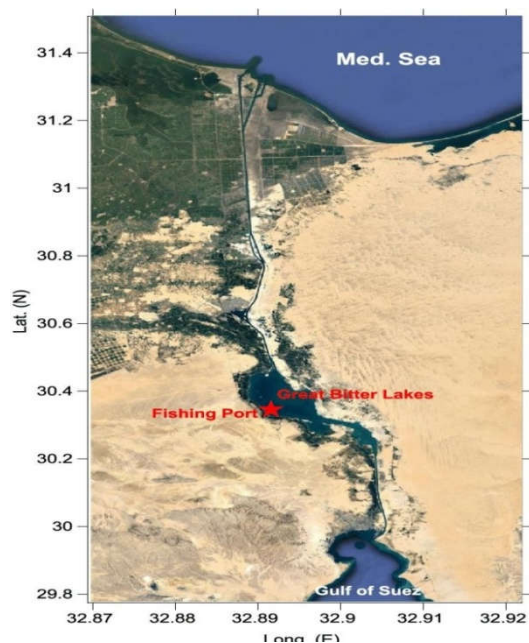 31.4
Med. Sea
31.2
31
30.8
Lat. (N)
30.6
30.4
Great Bitter Lakes
Fishing Port
30.2
30
29.8
Gulf of Suez
32.87 32.88 32.89 32.9 32.91 32.92
Long. (E)